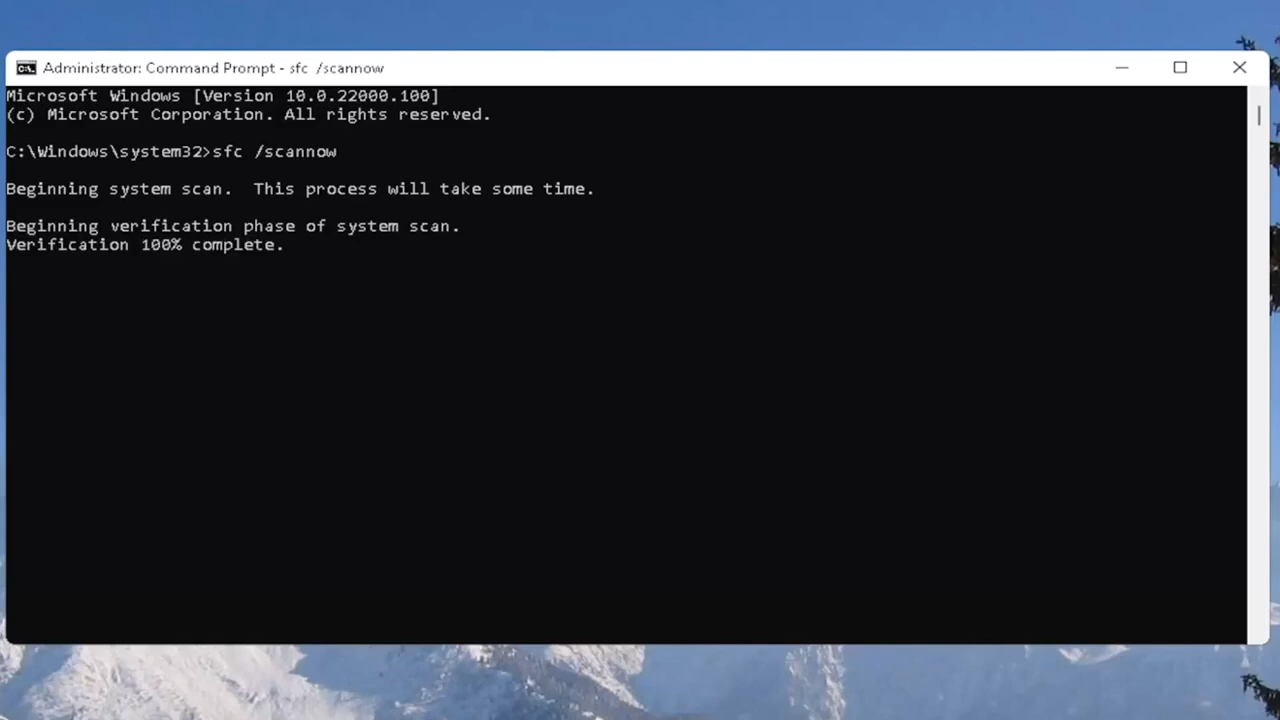 Administrator: Command Prompt - sfc  /scannow
Microsoft Windows [Version 10.0.22000.100]
(c) Microsoft Corporation. All rights reserved.
C:\Windows\system32>sfc /scannow
Beginning system scan.  This process will take some time.
Beginning verification phase of system scan.
Verification 100% complete.